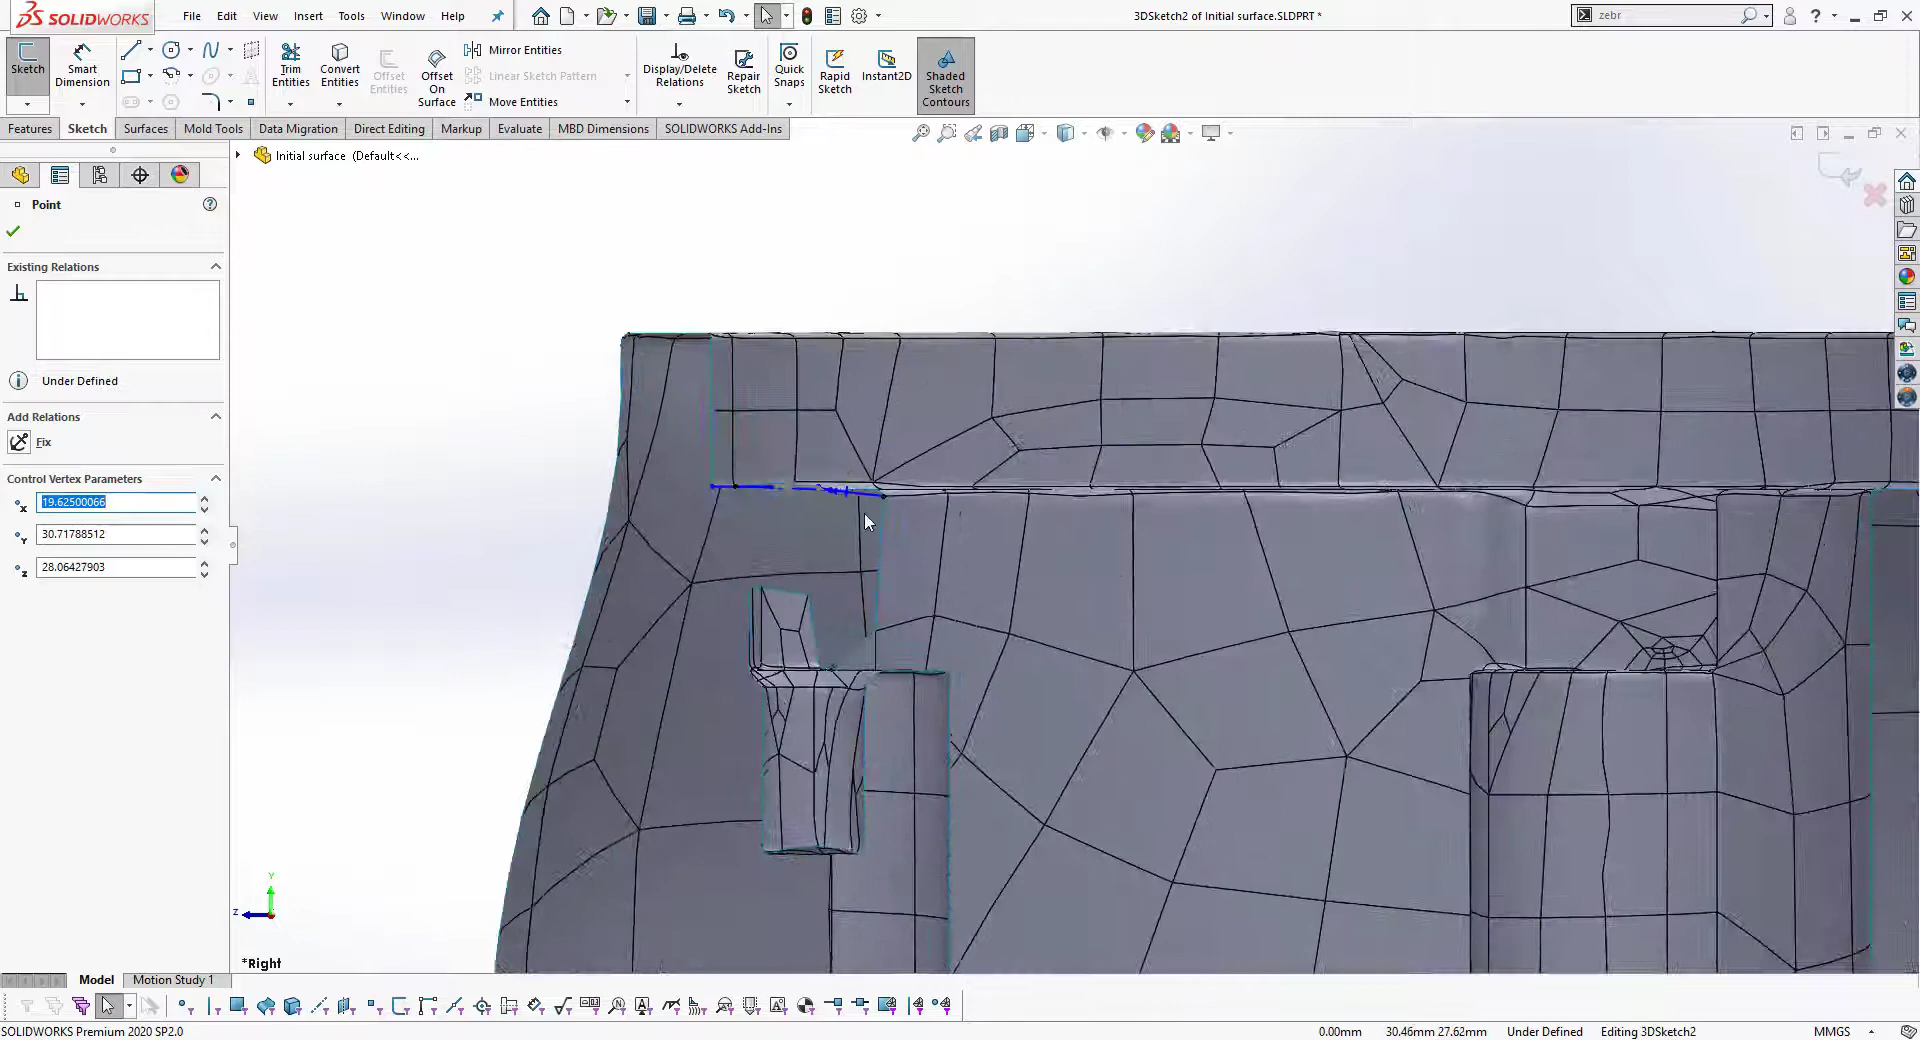 SOLIDWORKS
File Edit View Insert Tools Window Help
3DSketch2 of Initial surface.SLDPRT *
zebr
Sketch
Smart
Dimension
Trim
Entities
Convert
Entities
Offset
Entities
Offset
On
Surface
Mirror Entities
Linear Sketch Pattern
Move Entities
Display/Delete
Relations
Repair
Sketch
Quick
Snaps
Rapid
Sketch
Instant2D
Shaded
Sketch
Contours
Features Sketch Surfaces Mold Tools Data Migration Direct Editing Markup Evaluate MBD Dimensions SOLIDWORKS Add-Ins
Initial surface (Default<<...
Point
Existing Relations
Under Defined
Add Relations
Fix
Control Vertex Parameters
x 19.62500066
Y 30.71788512
z 28.06427903
Y
Z
*Right
Model Motion Study 1
SOLIDWORKS Premium 2020 SP2.0
0.00mm 30.46mm 27.62mm Under Defined Editing 3DSketch2 MMGS